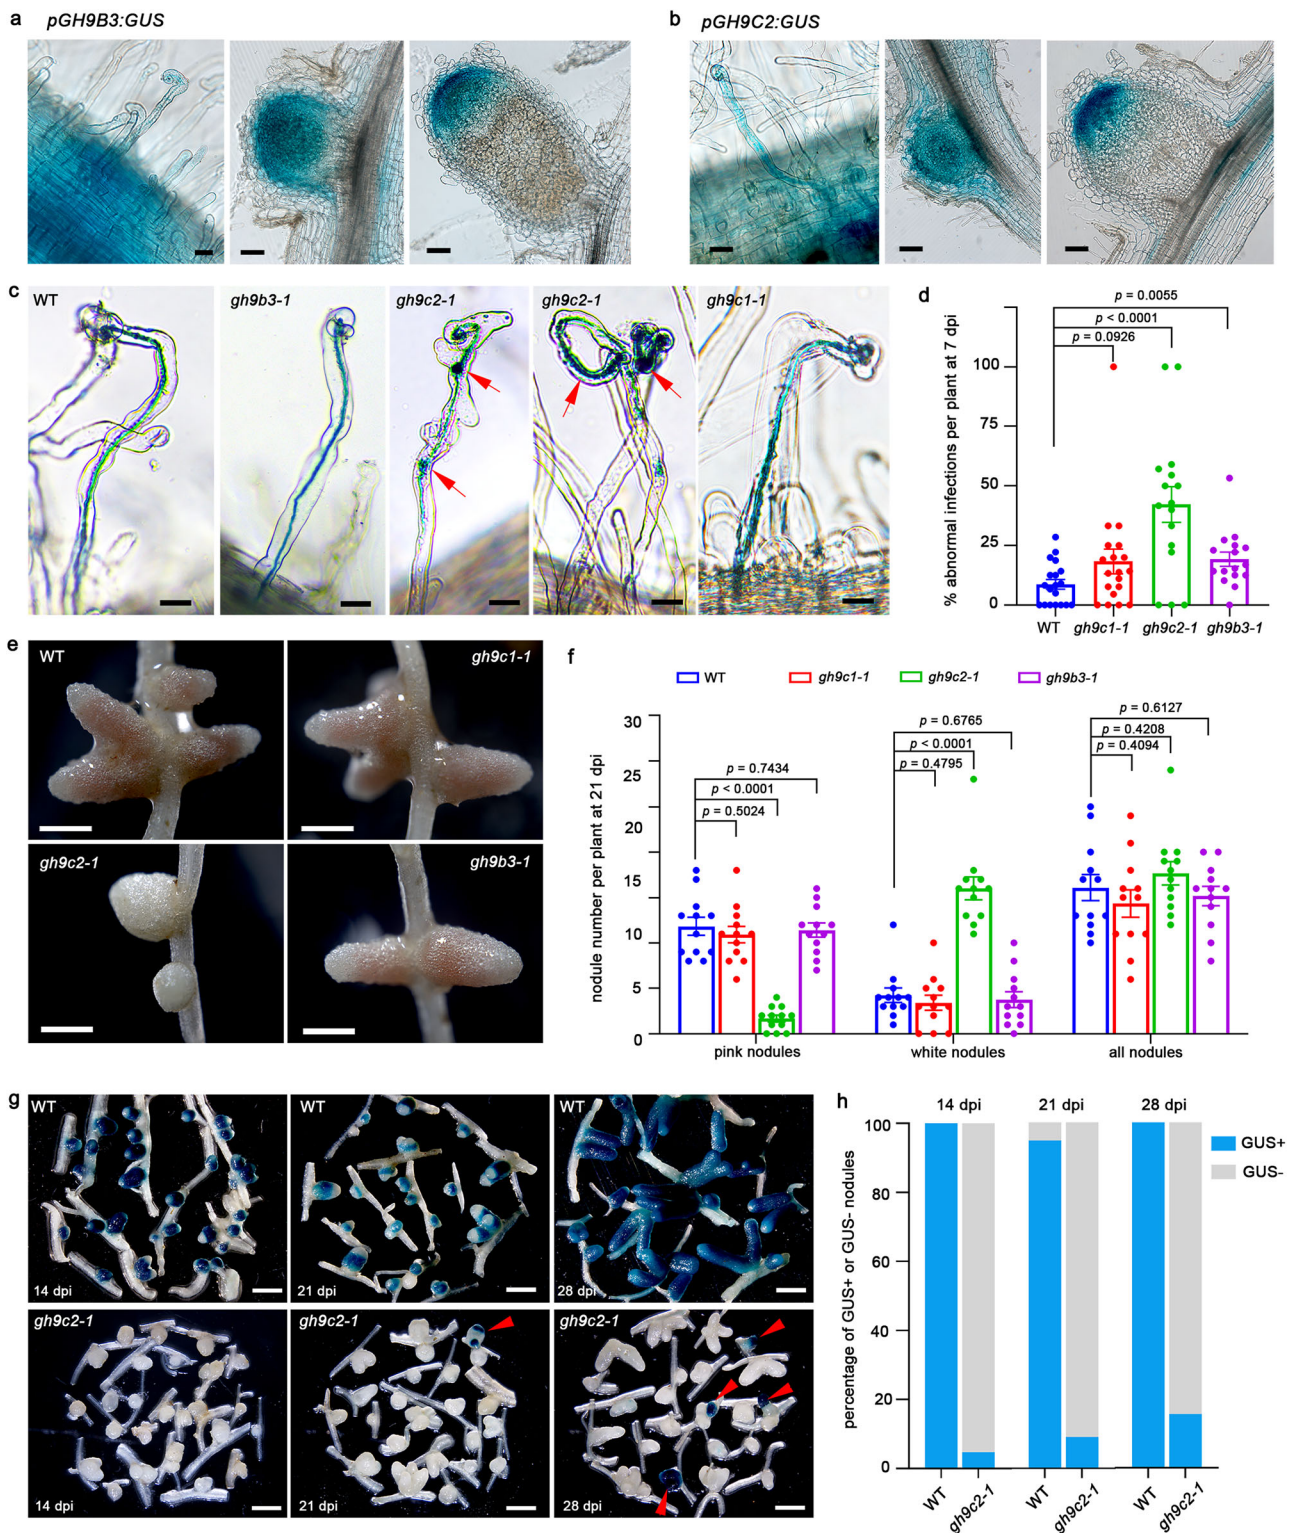 a pGH9B3:GUS
b pGH9C2:GUS
c WT gh9b3-1 gh9c2-1 gh9c2-1 gh9c1-1
d
p = 0.0055
p < 0.0001
p = 0.0926
% abnormal infections per plant at 7 dpi
100
75
50
25
0
WT gh9c1-1 gh9c2-1 gh9b3-1
e
WT gh9c1-1
gh9c2-1 gh9b3-1
f
WT gh9c1-1 gh9c2-1 gh9b3-1
nodule number per plant at 21 dpi
30
25
20
15
10
5
0
p = 0.7434
p < 0.0001
p = 0.5024
p = 0.6765
p < 0.0001
p = 0.4795
p = 0.6127
p = 0.4208
p = 0.4094
pink nodules white nodules all nodules
g
WT WT WT
14 dpi 21 dpi 28 dpi
gh9c2-1 gh9c2-1 gh9c2-1
14 dpi 21 dpi 28 dpi
h
14 dpi 21 dpi 28 dpi
percentage of GUS+ or GUS- nodules
100
80
60
40
20
0
GUS+
GUS-
WT gh9c2-1 WT gh9c2-1 WT gh9c2-1